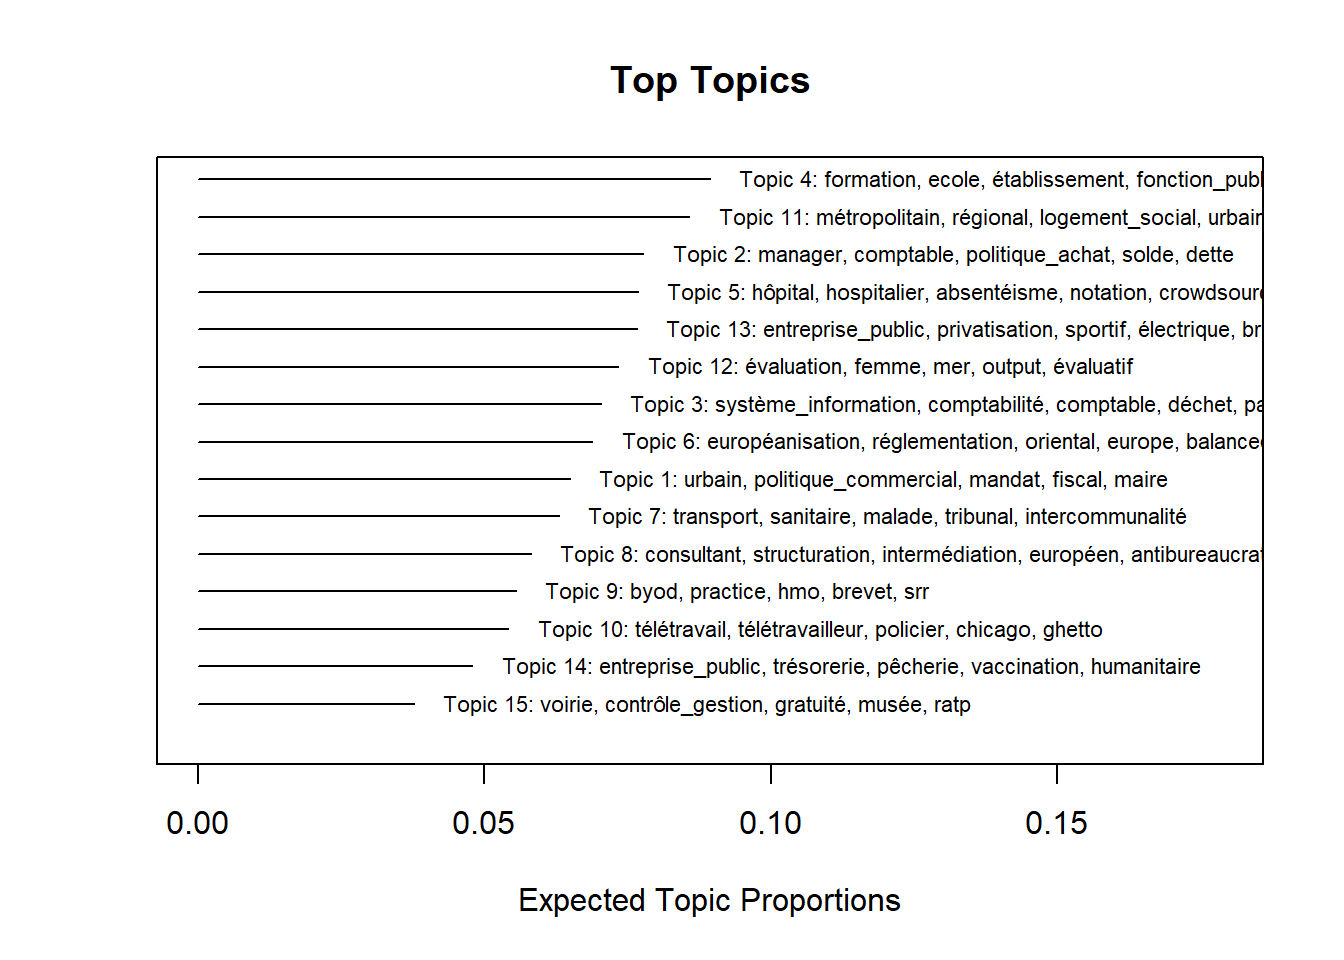 Top Topics
Topic 4: formation, ecole, établissement, fonction_publ
Topic 11: métropolitain, régional, logement_social, urbain
Topic 2: manager, comptable, politique_achat, solde, dette
Topic 5: hôpital, hospitalier, absentéisme, notation, crowdsourc
Topic 13: entreprise_public, privatisation, sportif, électrique, br
Topic 12: évaluation, femme, mer, output, évaluatif
Topic 3: système_information, comptabilité, comptable, déchet, pa
Topic 6: européanisation, réglementation, oriental, europe, balanced
Topic 1: urbain, politique_commercial, mandat, fiscal, maire
Topic 7: transport, sanitaire, malade, tribunal, intercommunalité
Topic 8: consultant, structuration, intermédiation, européen, antibureaucrat
Topic 9: byod, practice, hmo, brevet, srr
Topic 10: télétravail, télétravailleur, policier, chicago, ghetto
Topic 14: entreprise_public, trésorerie, pêcherie, vaccination, humanitaire
Topic 15: voirie, contrôle_gestion, gratuité, musée, ratp
0.00 0.05 0.10 0.15
Expected Topic Proportions